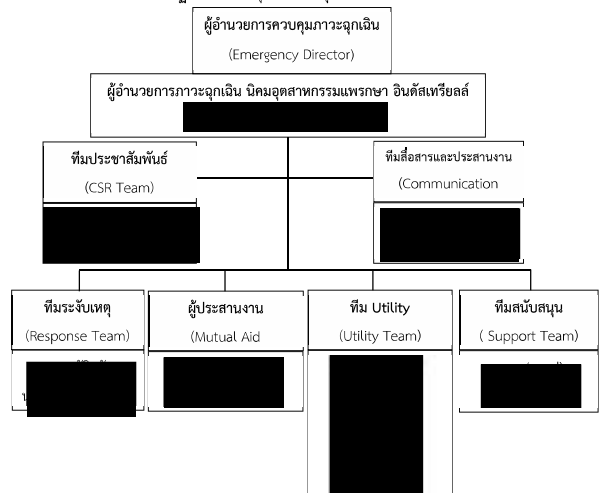 ผู้อำนวยการควบคุมภาวะฉุกเฉิน
(Emergency Director)
ผู้อำนวยการภาวะฉุกเฉิน นิคมอุตสาหกรรมแพรกษา อินดัสเทรียลล์
ทีมประชาสัมพันธ์
(CSR Team)
ทีมสื่อสารและประสานงาน
(Communication
ทีมระงับเหตุ
(Response Team)
ผู้ประสานงาน
(Mutual Aid
ทีม Utility
(Utility Team)
ทีมสนับสนุน
( Support Team)